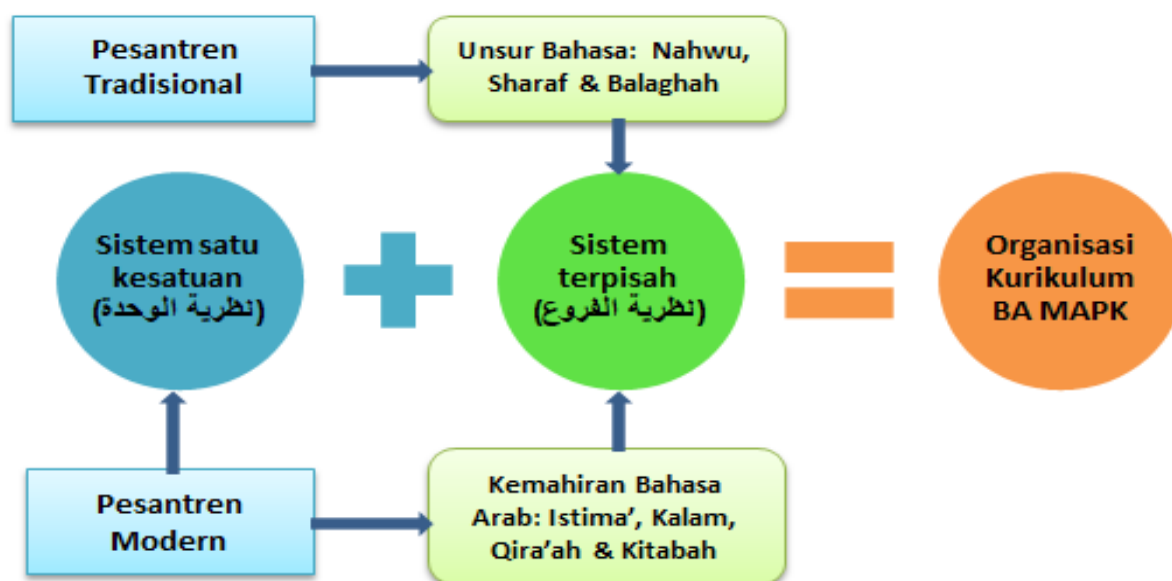 Pesantren
Tradisional
Unsur Bahasa: Nahwu,
Sharaf & Balaghah
Sistem satu
kesatuan
(نظرية الوحدة)
Sistem
terpisah
(نظرية الفروع)
Organisasi
Kurikulum
BA MAPK
Pesantren
Modern
Kemahiran Bahasa
Arab: Istima’, Kalam,
Qira’ah & Kitabah